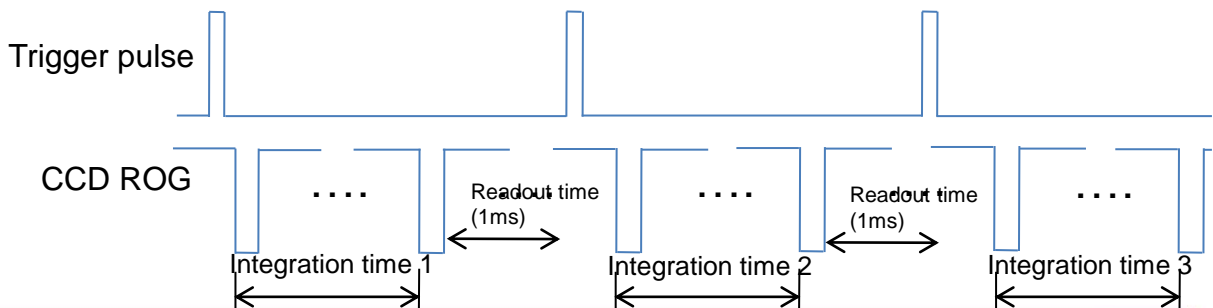 Trigger pulse
CCD ROG
....
Readout time
(1ms)
....
....
Readout time
(1ms)
....
....
Integration time 1
Integration time 2
Integration time 3